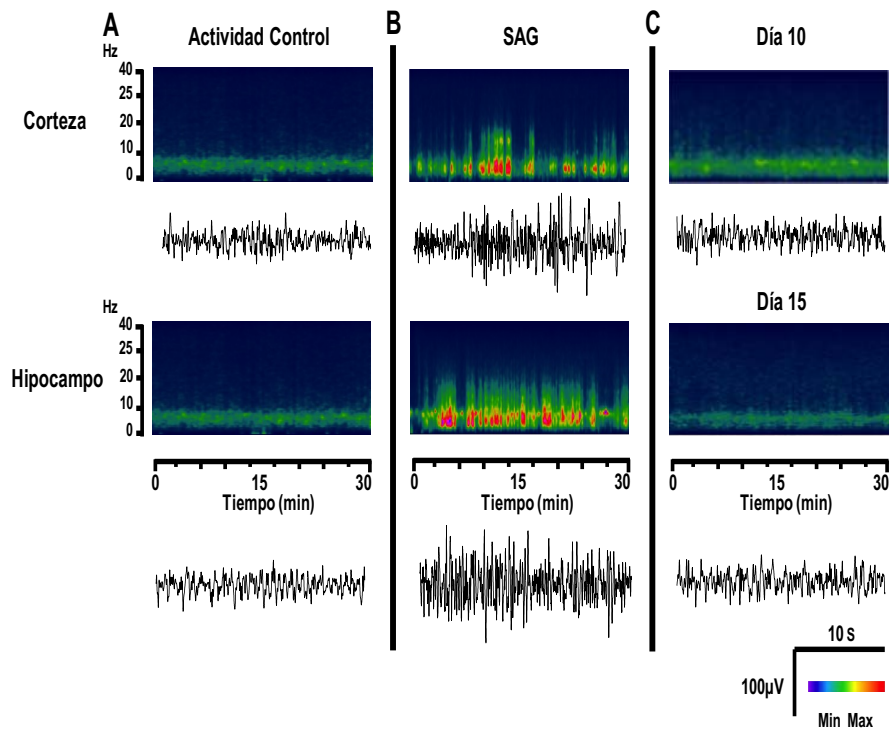 A
B
C
Actividad Control
SAG
Día 10
Hz
40
25
20
10
0
Corteza
Día 15
Hz
40
25
20
10
0
Hipocampo
0 15 30
Tiempo (min)
0 15 30
Tiempo (min)
0 15 30
Tiempo (min)
10 s
100µV
Min Max